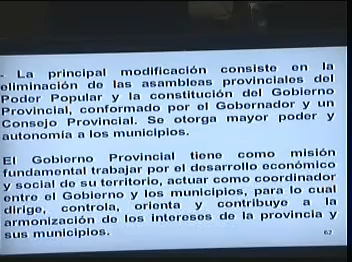 - La principal modificación consiste en la
eliminación de las asambleas provinciales del
Poder Popular y la constitución del Gobierno
Provincial, conformado por el Gobernador y un
Consejo Provincial. Se otorga mayor poder y
autonomía a los municipios.
El Gobierno Provincial tiene como misión
fundamental trabajar por el desarrollo económico
y social de su territorio, actuar como coordinador
entre el Gobierno y los municipios, para lo cual
dirige, controla, orienta y contribuye a la
armonización de los intereses de la provincia y
sus municipios.
62